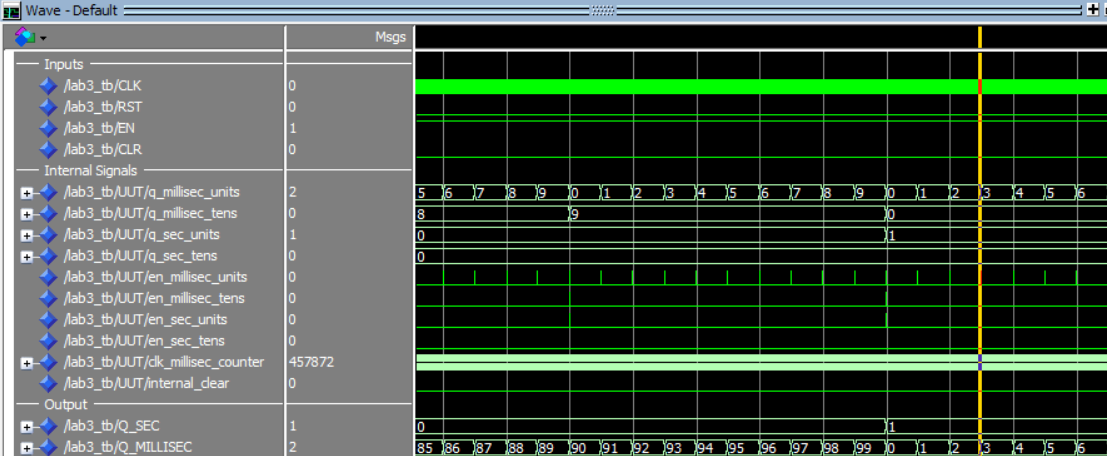 Wave - Default
Msgs
Inputs
/lab3_tb/CLK 0
/lab3_tb/RST 0
/lab3_tb/EN 1
/lab3_tb/CLR 0
Internal Signals
/lab3_tb/UUT/q_millisec_units 2 5 6 7 8 9 0 1 2 3 4 5 6 7 8 9 0 1 2 3 4 5 6
/lab3_tb/UUT/q_millisec_tens 0 8 9 0
/lab3_tb/UUT/q_sec_units 1 0 1
/lab3_tb/UUT/q_sec_tens 0 0
/lab3_tb/UUT/en_millisec_units 0
/lab3_tb/UUT/en_millisec_tens 0
/lab3_tb/UUT/en_sec_units 0
/lab3_tb/UUT/en_sec_tens 0
/lab3_tb/UUT/clk_millisec_counter 457872
/lab3_tb/UUT/internal_clear 0
Output
/lab3_tb/Q_SEC 1 0 1
/lab3_tb/Q_MILLISEC 2 85 86 87 88 89 90 91 92 93 94 95 96 97 98 99 0 1 2 3 4 5 6